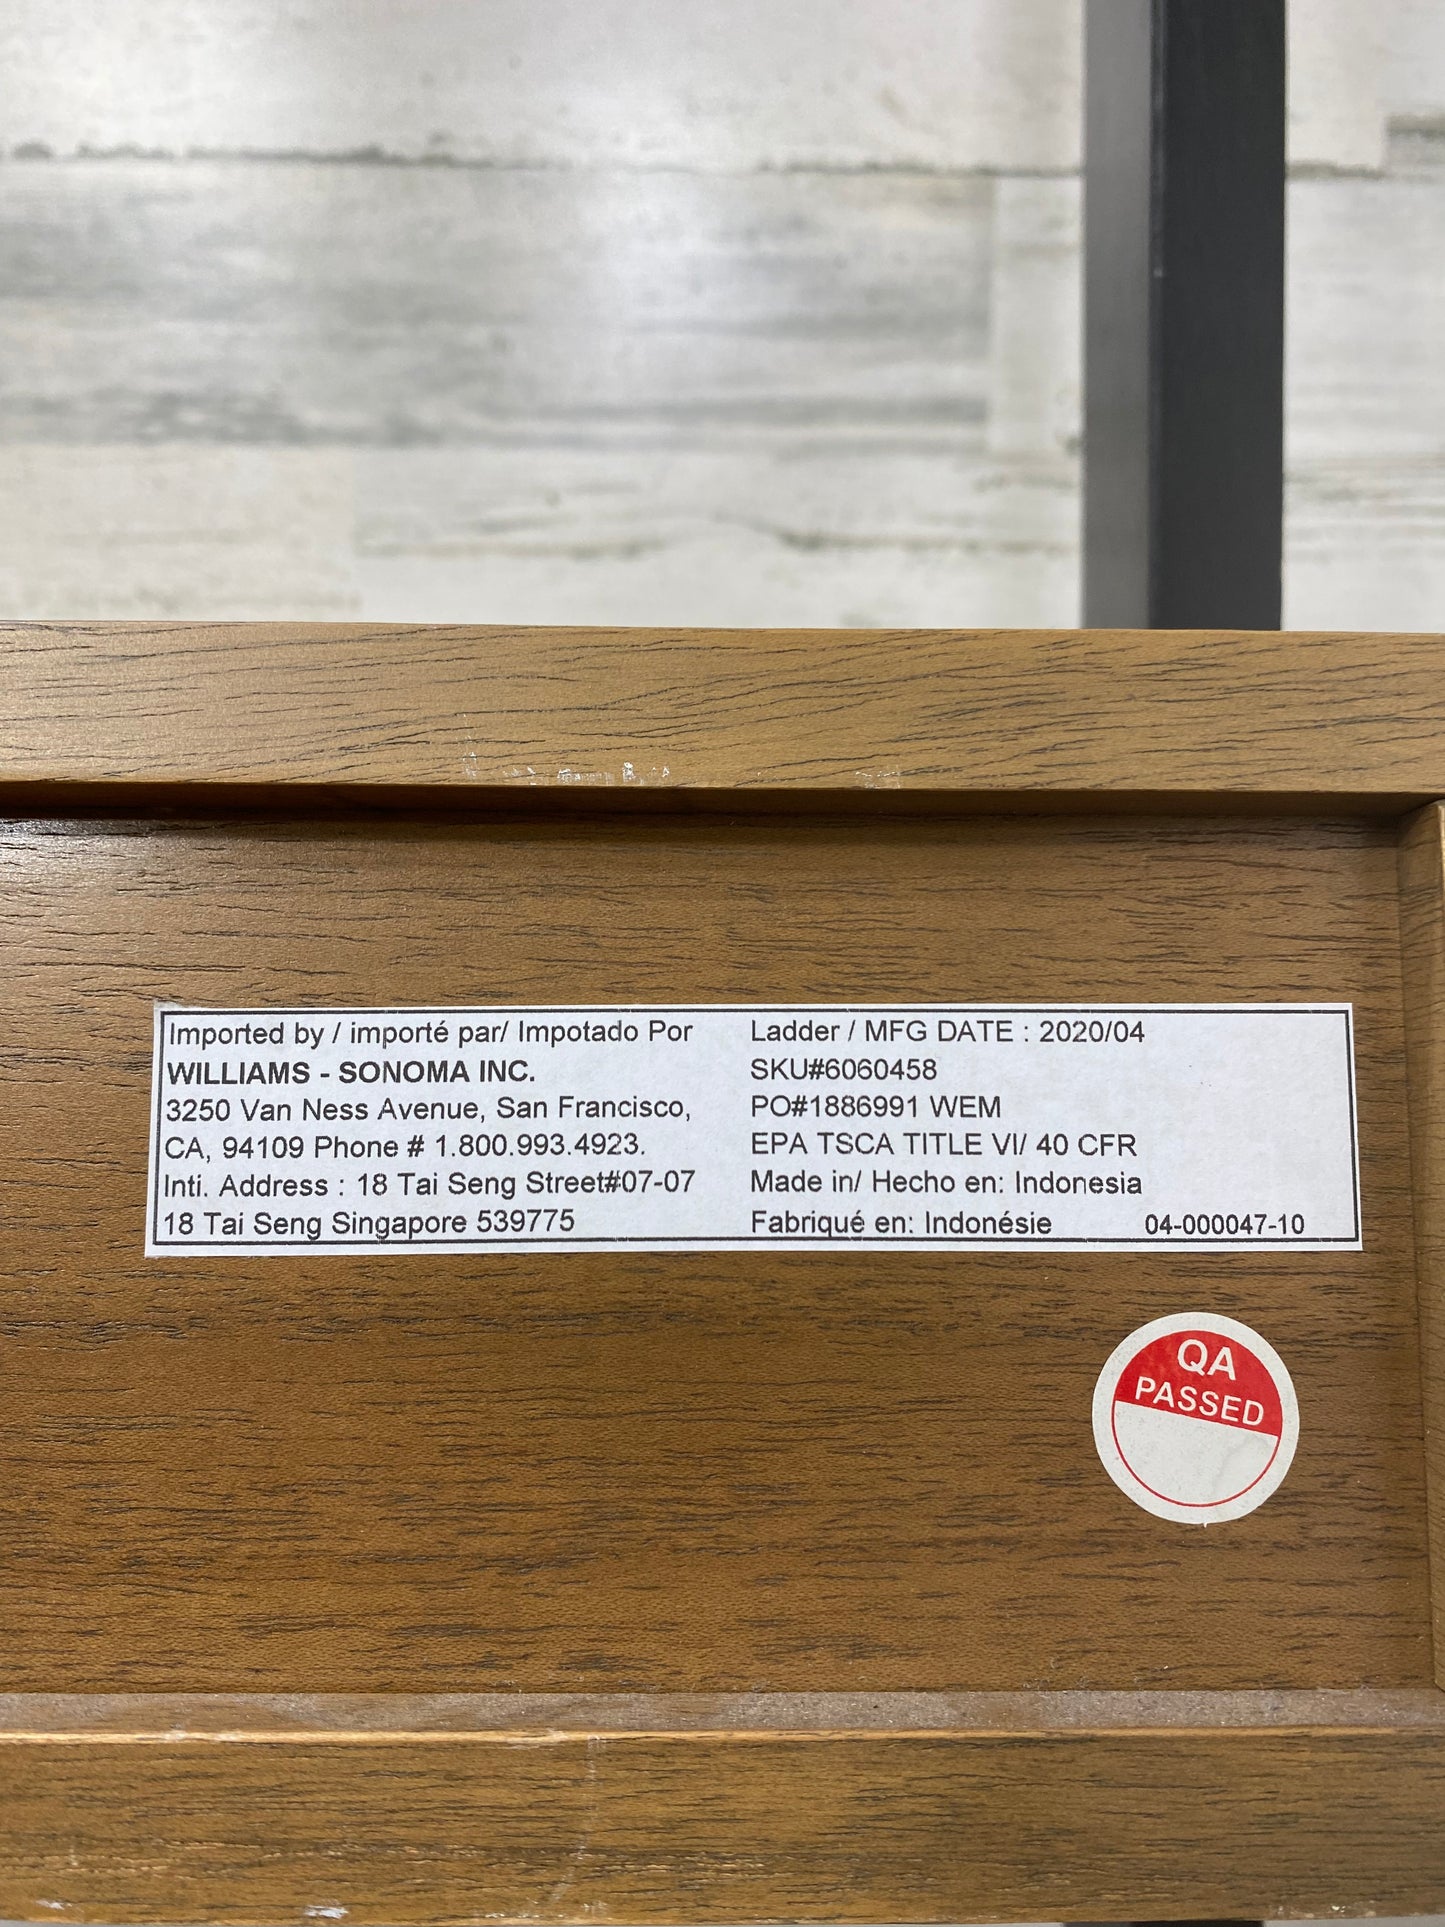 Imported by / importé par/ Impotado Por
WILLIAMS - SONOMA INC.
3250 Van Ness Avenue, San Francisco,
CA, 94109 Phone # 1.800.993.4923.
Inti. Address : 18 Tai Seng Street#07-07
18 Tai Seng Singapore 539775
Ladder / MFG DATE : 2020/04
SKU#6060458
PO#1886991 WEM
EPA TSCA TITLE VI/ 40 CFR
Made in/ Hecho en: Indonesia
Fabriqué en: Indonésie 04-000047-10
QA
PASSED